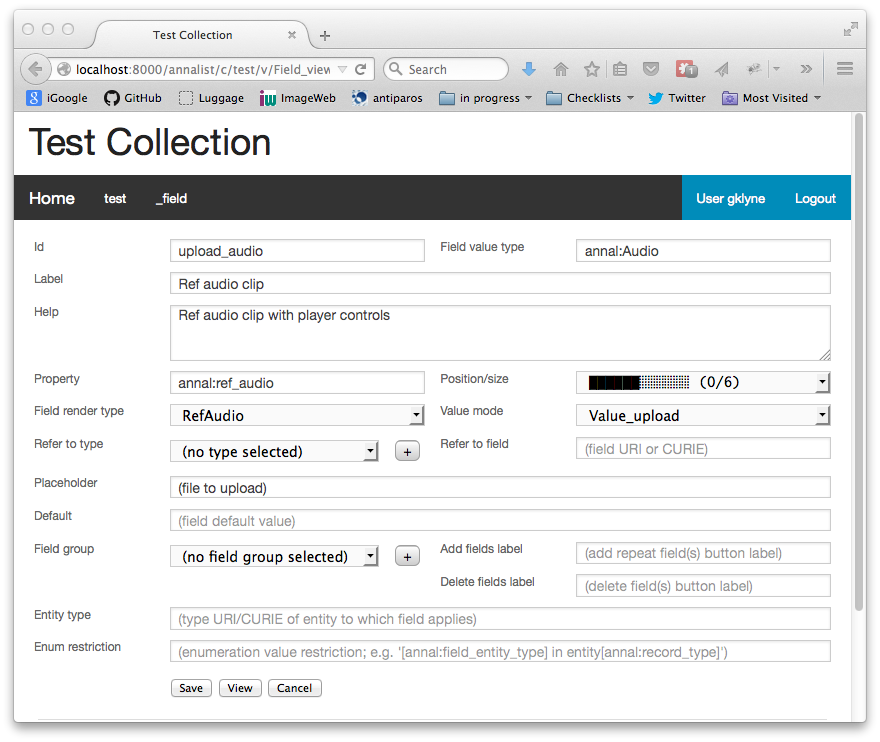 Test Collection
localhost:8000/annalist/c/test/v/Field_view
Search
1
iGoogle GitHub Luggage ImageWeb antiparos in progress Checklists Twitter Most Visited
Test Collection
Home test _field User gklyne Logout
Id upload_audio Field value type annal:Audio
Label Ref audio clip
Help Ref audio clip with player controls
Property annal:ref_audio Position/size (0/6)
Field render type RefAudio Value mode Value_upload
Refer to type (no type selected) + Refer to field (field URI or CURIE)
Placeholder (file to upload)
Default (field default value)
Field group (no field group selected) + Add fields label (add repeat field(s) button label)
Delete fields label (delete field(s) button label)
Entity type (type URI/CURIE of entity to which field applies)
Enum restriction (enumeration value restriction; e.g. '[annal:field_entity_type] in entity[annal:record_type]')
Save View Cancel